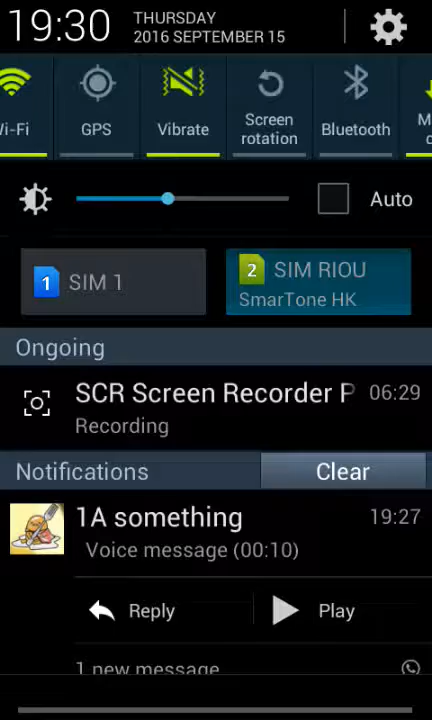 19:30
THURSDAY
2016 SEPTEMBER 15
Wi-Fi
GPS
Vibrate
Screen
rotation
Bluetooth
Auto
1 SIM 1
2 SIM RIOU
SmarTone HK
Ongoing
SCR Screen Recorder P 06:29
Recording
Notifications
Clear
1A something 19:27
Voice message (00:10)
Reply
Play
1 new message